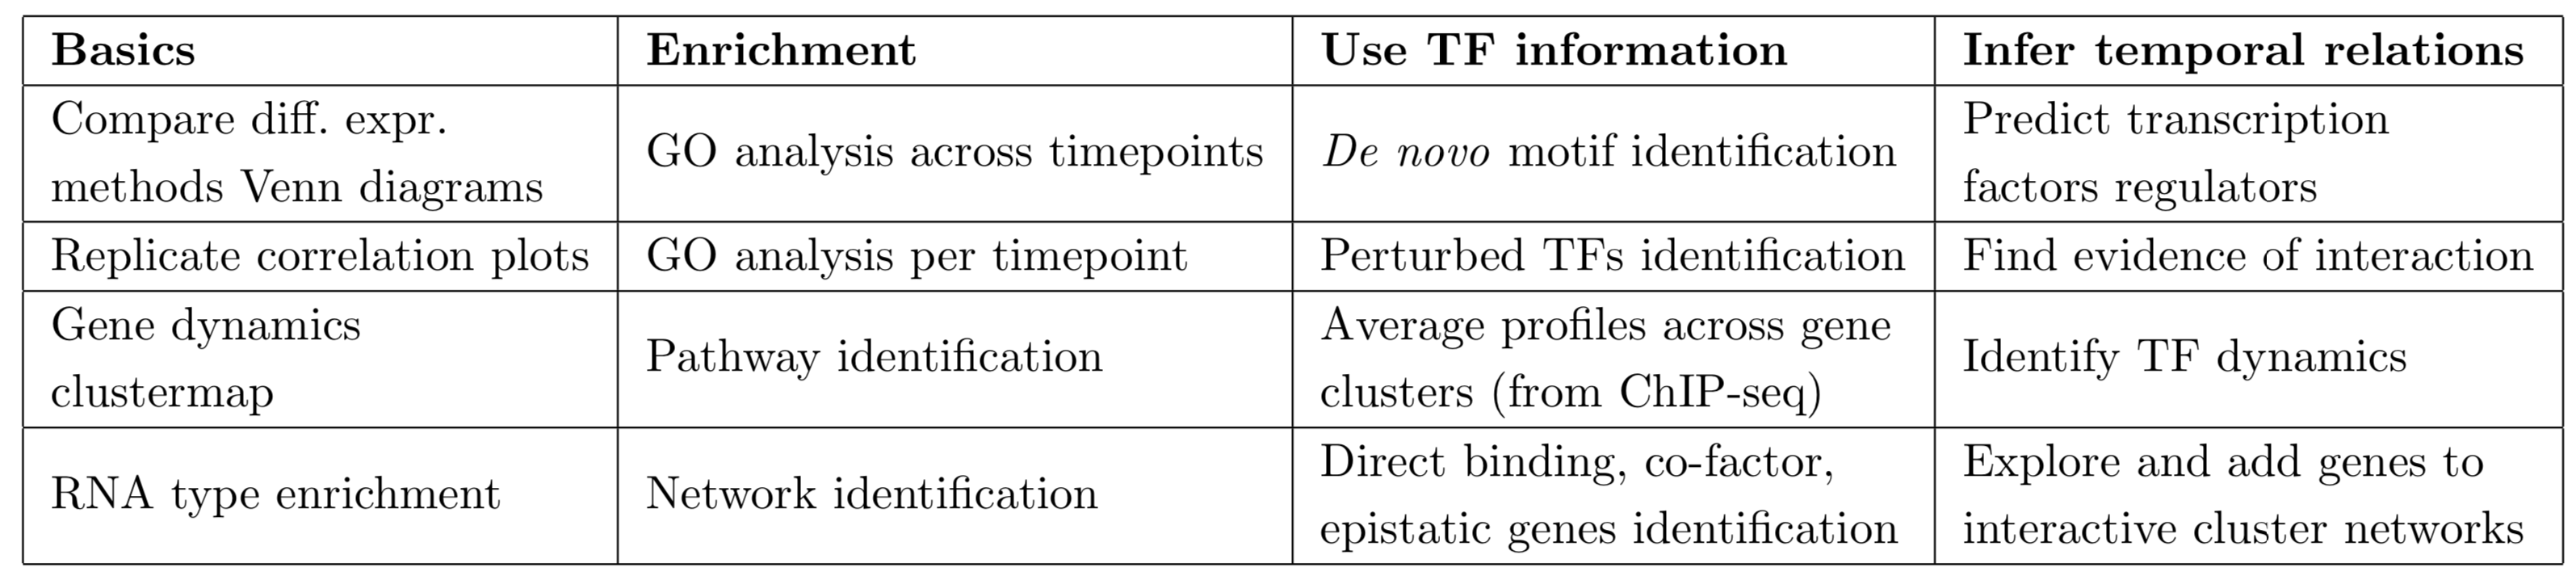 Basics
Enrichment
Use TF information
Infer temporal relations
Compare diff. expr.
methods Venn diagrams
GO analysis across timepoints
De novo motif identification
Predict transcription
factors regulators
Replicate correlation plots
GO analysis per timepoint
Perturbed TFs identification
Find evidence of interaction
Gene dynamics
clustermap
Pathway identification
Average profiles across gene
clusters (from ChIP-seq)
Identify TF dynamics
RNA type enrichment
Network identification
Direct binding, co-factor,
epistatic genes identification
Explore and add genes to
interactive cluster networks